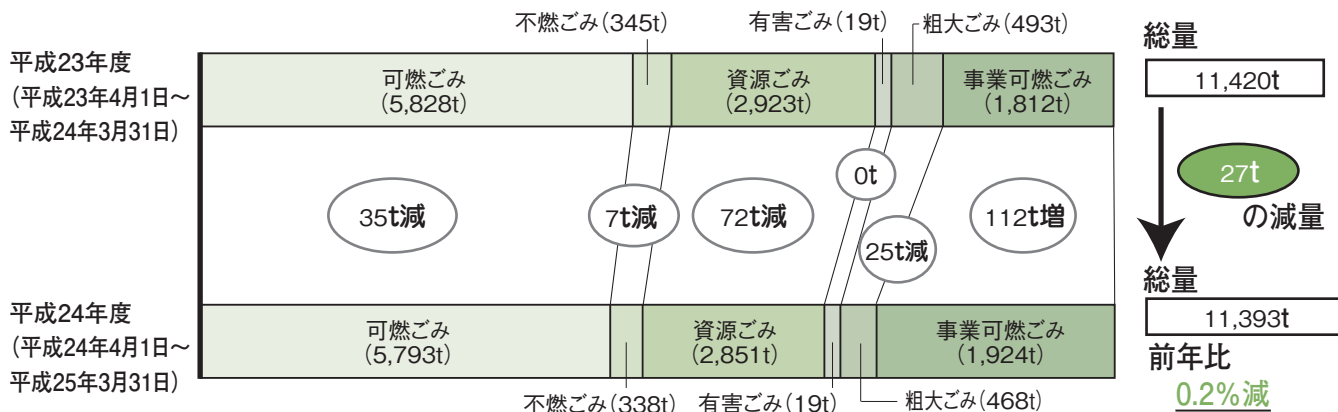 不燃ごみ(345t)
有害ごみ(19t)
粗大ごみ(493t)
平成23年度
(平成23年4月1日〜
平成24年3月31日)
可燃ごみ
(5,828t)
資源ごみ
(2,923t)
事業可燃ごみ
(1,812t)
総量
11,420t
35t減
7t減
72t減
0t
25t減
112t増
27t
の減量
平成24年度
(平成24年4月1日〜
平成25年3月31日)
可燃ごみ
(5,793t)
資源ごみ
(2,851t)
事業可燃ごみ
(1,924t)
不燃ごみ(338t)
有害ごみ(19t)
粗大ごみ(468t)
総量
11,393t
前年比
0.2%減